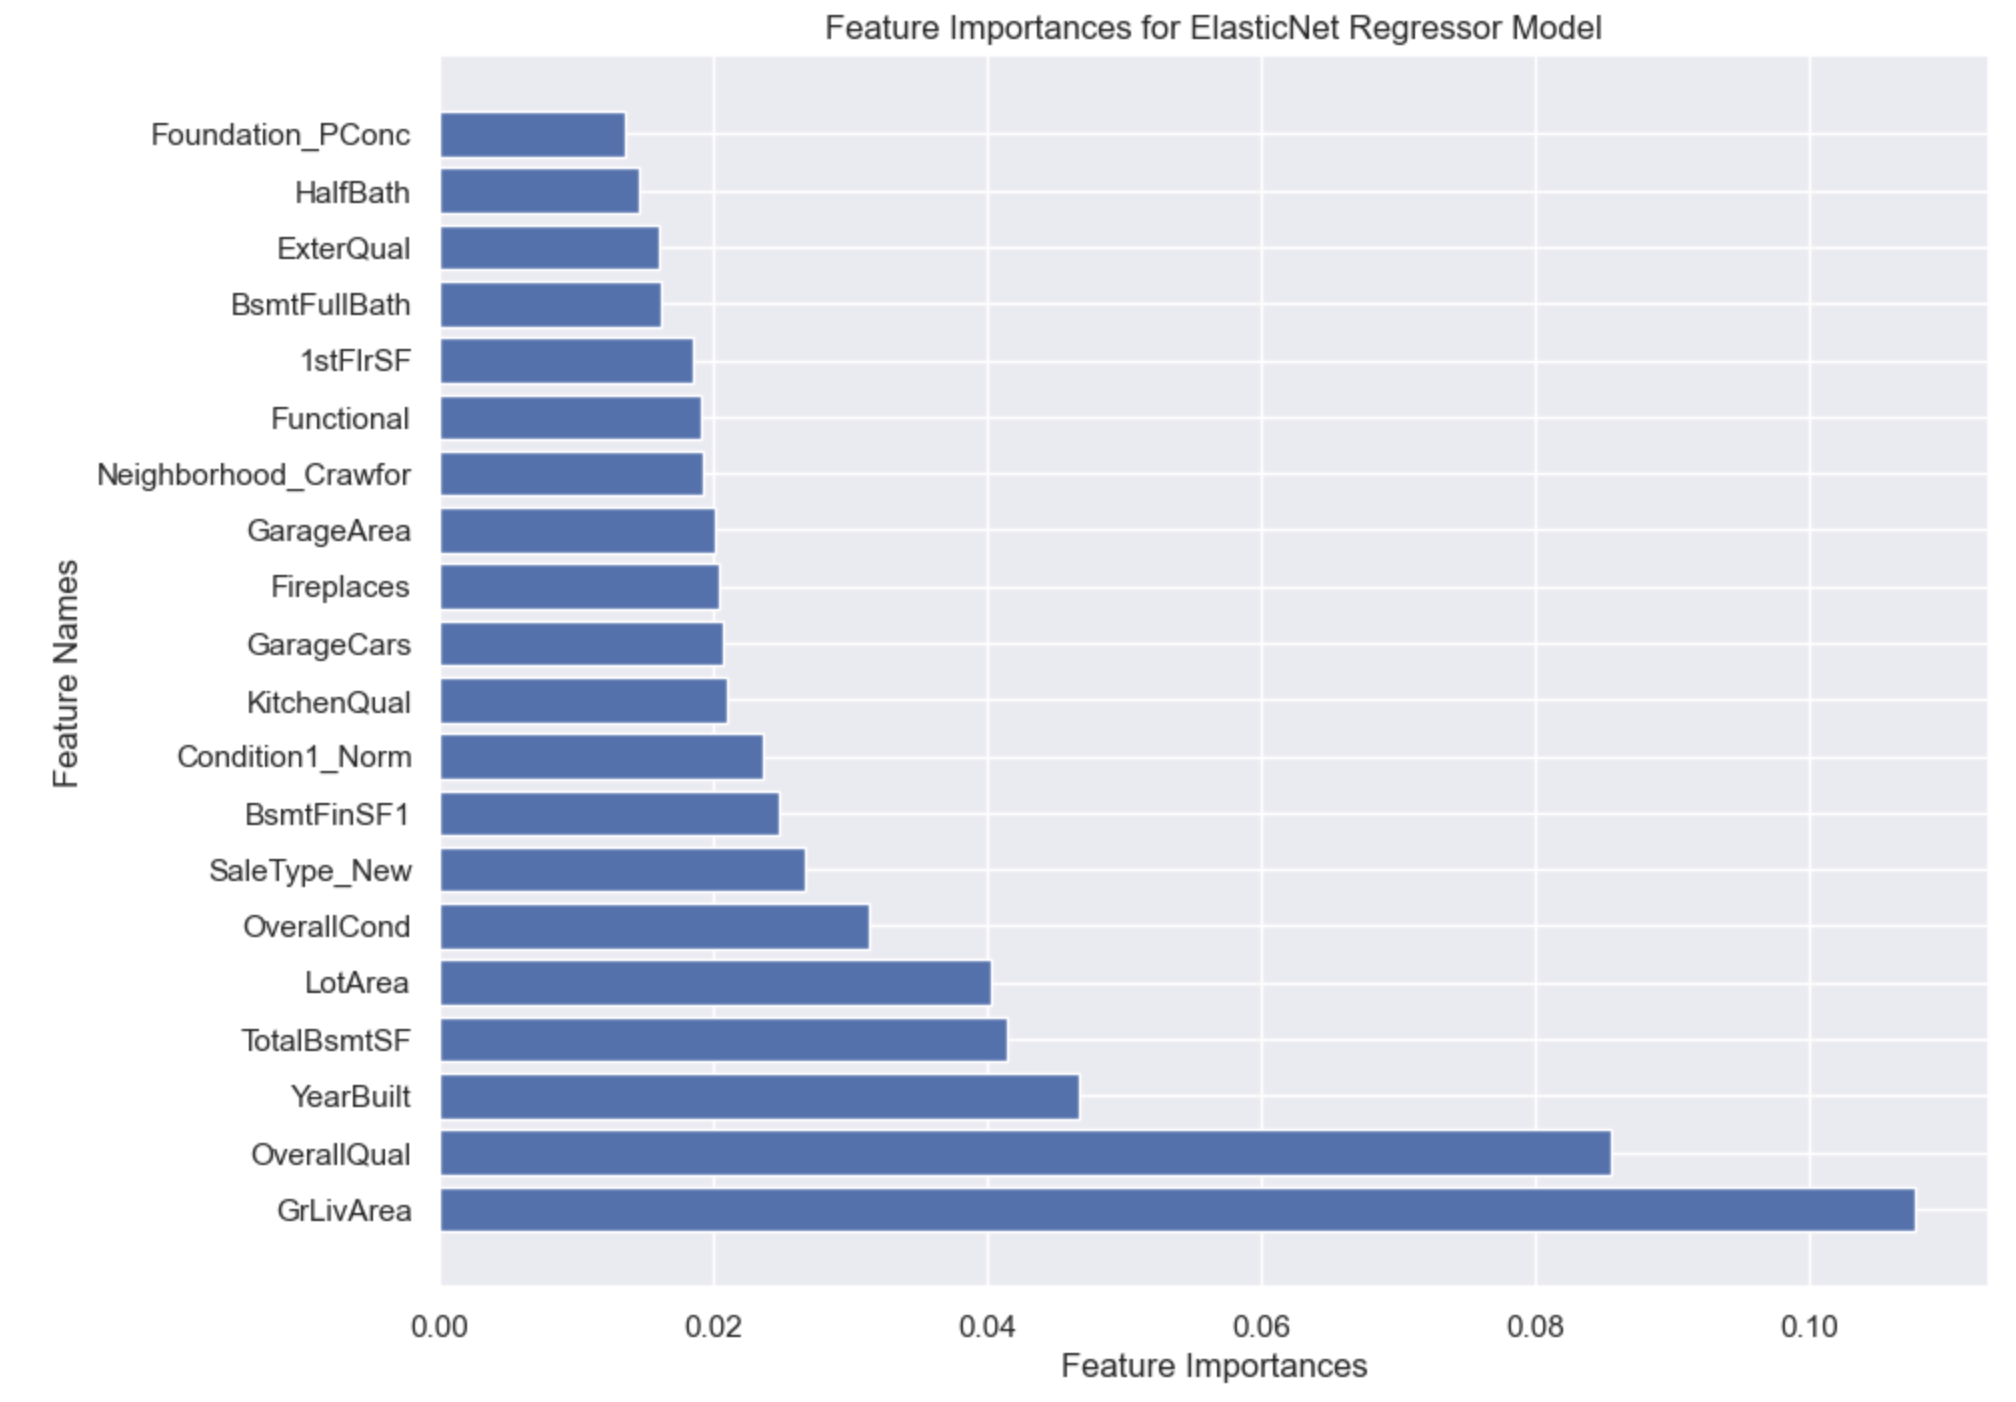 Feature Importances for ElasticNet Regressor Model
Foundation_PConc
HalfBath
ExterQual
BsmtFullBath
1stFlrSF
Functional
Neighborhood_Crawfor
GarageArea
Fireplaces
GarageCars
KitchenQual
Condition1_Norm
BsmtFinSF1
SaleType_New
OverallCond
LotArea
TotalBsmtSF
YearBuilt
OverallQual
GrLivArea
Feature Names
0.00 0.02 0.04 0.06 0.08 0.10
Feature Importances